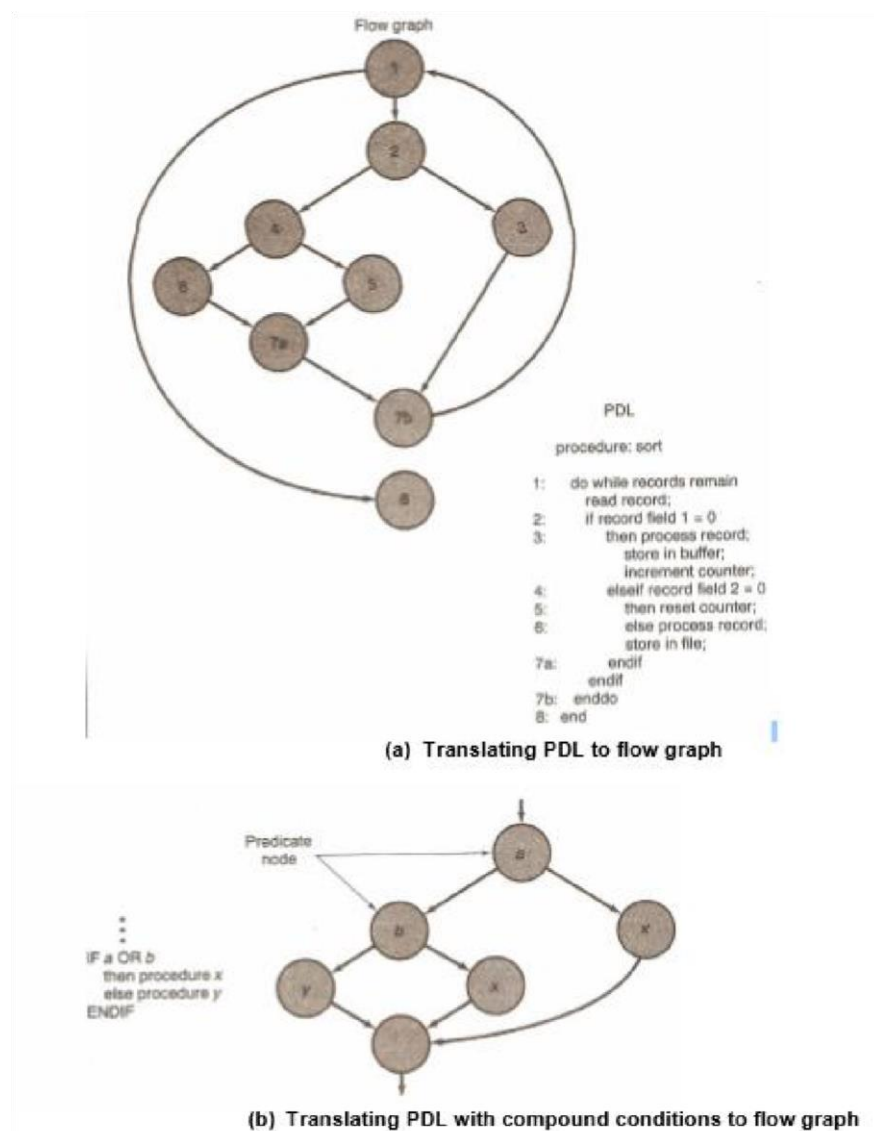 Flow graph
1
2
4
3
6
5
7a
7b
8
PDL
procedure: sort
1: do while records remain
read record;
2: if record field 1 = 0
3: then process record;
store in buffer;
increment counter;
4: elseif record field 2 = 0
5: then reset counter;
6: else process record;
store in file;
7a: endif
endif
7b: enddo
8: end
(a) Translating PDL to flow graph
Predicate
node
a
b
x
y
x
IF a OR b
then procedure x
else procedure y
ENDIF
(b) Translating PDL with compound conditions to flow graph